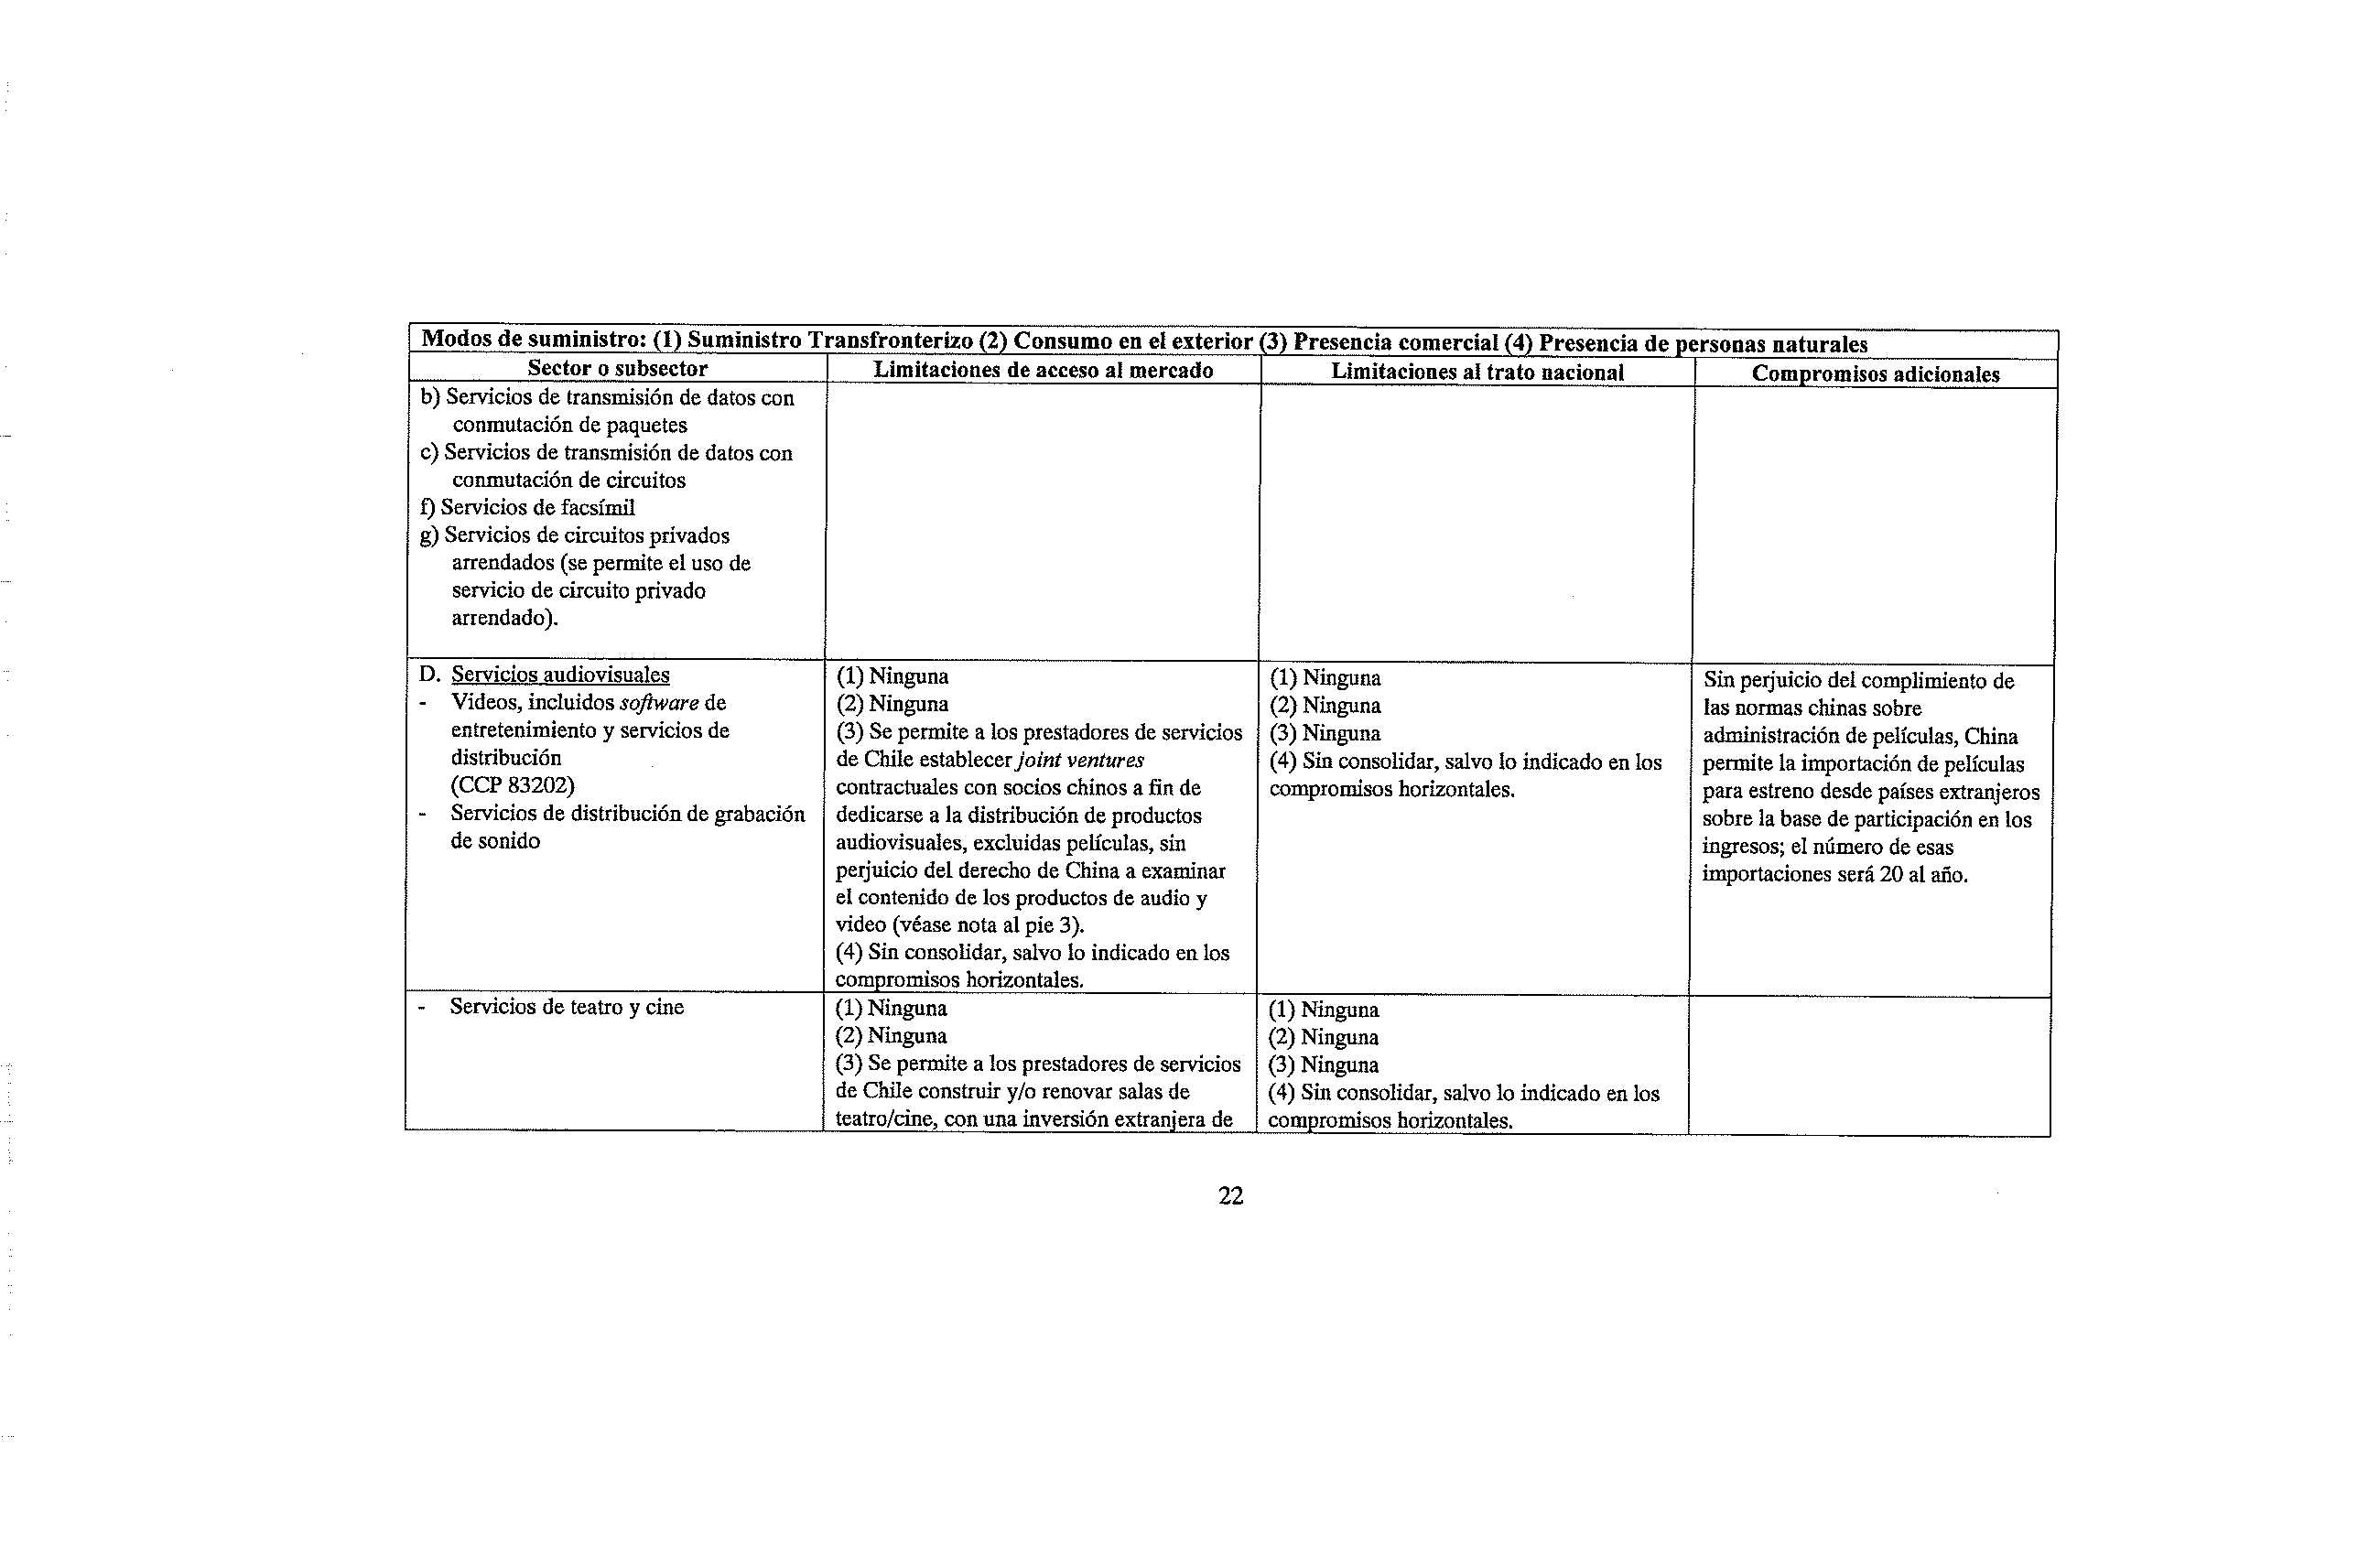 Modos de suministro: (1) Suministro Transfronterizo (2) Consumo en el exterior (3) Presencia comercial (4) Presencia de personas naturales
Sector o subsector
Limitaciones de acceso al mercado
Limitaciones al trato nacional
Compromisos adicionales
b) Servicios de transmisión de datos con
conmutación de paquetes
c) Servicios de transmisión de datos con
conmutación de circuitos
f) Servicios de facsímil
g) Servicios de circuitos privados
arrendados (se permite el uso de
servicio de circuito privado
arrendado).
D. Servicios audiovisuales
- Videos, incluidos software de
entretenimiento y servicios de
distribución
(CCP 83202)
- Servicios de distribución de grabación
de sonido
(1) Ninguna
(2) Ninguna
(3) Se permite a los prestadores de servicios
de Chile establecer joint ventures
contractuales con socios chinos a fin de
dedicarse a la distribución de productos
audiovisuales, excluidas películas, sin
perjuicio del derecho de China a examinar
el contenido de los productos de audio y
video (véase nota al pie 3).
(4) Sin consolidar, salvo lo indicado en los
compromisos horizontales.
(1) Ninguna
(2) Ninguna
(3) Ninguna
(4) Sin consolidar, salvo lo indicado en los
compromisos horizontales.
Sin perjuicio del complimiento de
las normas chinas sobre
administración de películas, China
permite la importación de películas
para estreno desde países extranjeros
sobre la base de participación en los
ingresos; el número de esas
importaciones será 20 al año.
- Servicios de teatro y cine
(1) Ninguna
(2) Ninguna
(3) Se permite a los prestadores de servicios
de Chile construir y/o renovar salas de
teatro/cine, con una inversión extranjera de
(1) Ninguna
(2) Ninguna
(3) Ninguna
(4) Sin consolidar, salvo lo indicado en los
compromisos horizontales.
22